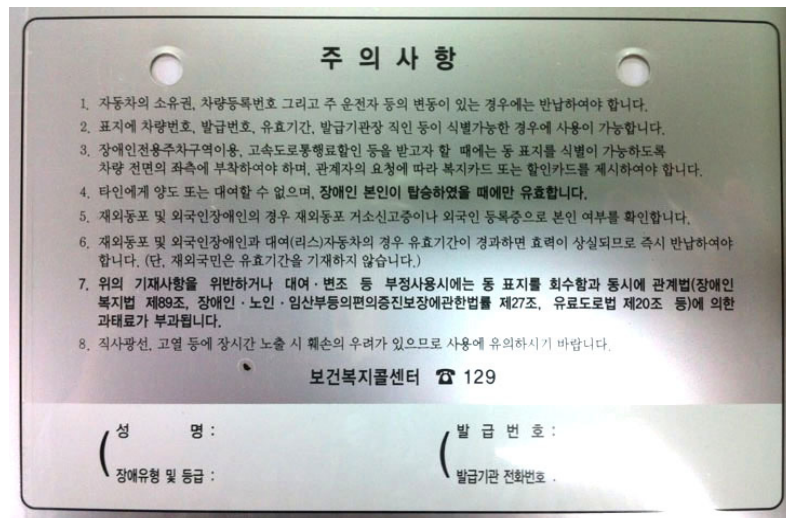 주 의 사 항
1. 자동차의 소유권, 차량등록번호 그리고 주 운전자 등의 변동이 있는 경우에는 반납하여야 합니다.
2. 표지에 차량번호, 발급번호, 유효기간, 발급기관장 직인 등이 식별가능한 경우에 사용이 가능합니다.
3. 장애인전용주차구역이용, 고속도로통행료할인 등을 받고자 할 때에는 동 표지를 식별이 가능하도록
차량 전면의 좌측에 부착하여야 하며, 관계자의 요청에 따라 복지카드 또는 할인카드를 제시하여야 합니다.
4. 타인에게 양도 또는 대여할 수 없으며, 장애인 본인이 탑승하였을 때에만 유효합니다.
5. 재외동포 및 외국인장애인의 경우 재외동포 거소신고증이나 외국인 등록증으로 본인 여부를 확인합니다.
6. 재외동포 및 외국인장애인과 대여(리스)자동차의 경우 유효기간이 경과하면 효력이 상실되므로 즉시 반납하여야
합니다. (단, 재외국민은 유효기간을 기재하지 않습니다.)
7. 위의 기재사항을 위반하거나 대여·변조 등 부정사용시에는 동 표지를 회수함과 동시에 관계법(장애인
복지법 제89조, 장애인·노인·임산부등의편의증진보장에관한법률 제27조, 유료도로법 제20조 등)에 의한
과태료가 부과됩니다.
8. 직사광선, 고열 등에 장시간 노출 시 훼손의 우려가 있으므로 사용에 유의하시기 바랍니다.
보건복지콜센터 ☎ 129
성 명 :
발 급 번 호 :
장애유형 및 등급 :
발급기관 전화번호 :